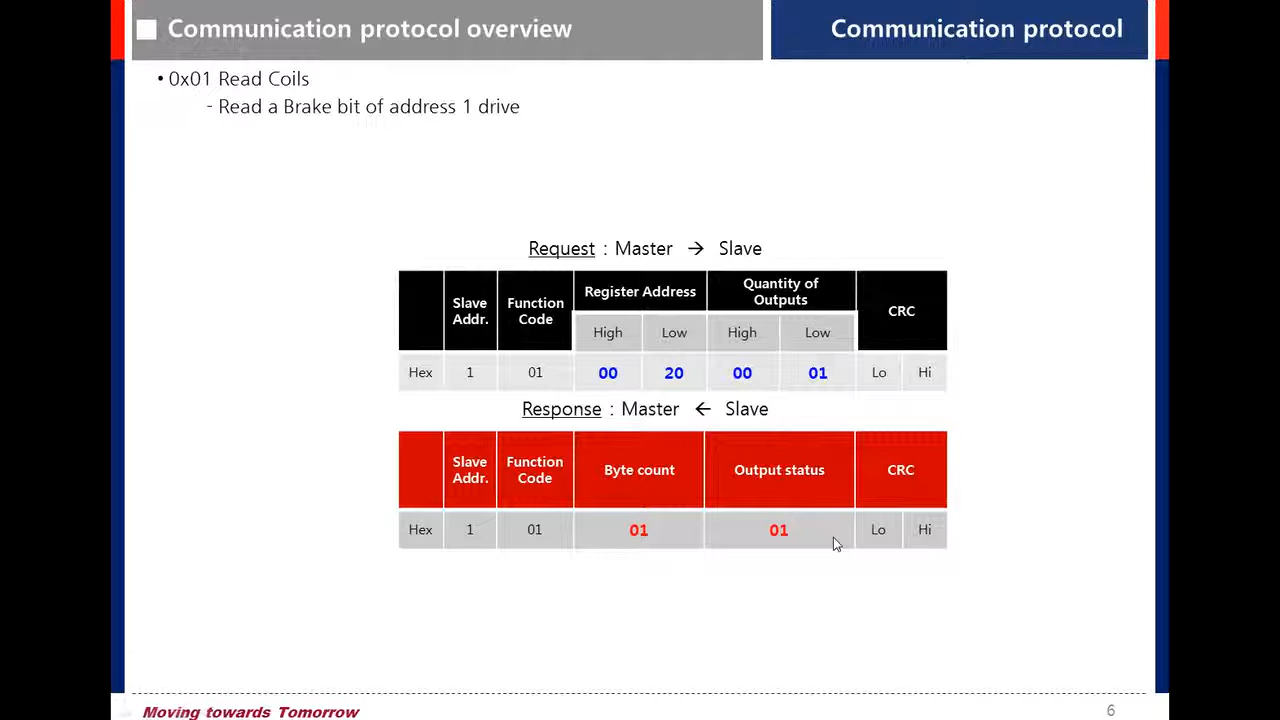 Communication protocol overview
Communication protocol
• 0x01 Read Coils
- Read a Brake bit of address 1 drive
Request : Master → Slave
Slave Addr. Function Code Register Address Quantity of Outputs CRC
High Low High Low
Hex 1 01 00 20 00 01 Lo Hi
Response : Master ← Slave
Slave Addr. Function Code Byte count Output status CRC
Hex 1 01 01 01 Lo Hi
Moving towards Tomorrow
6